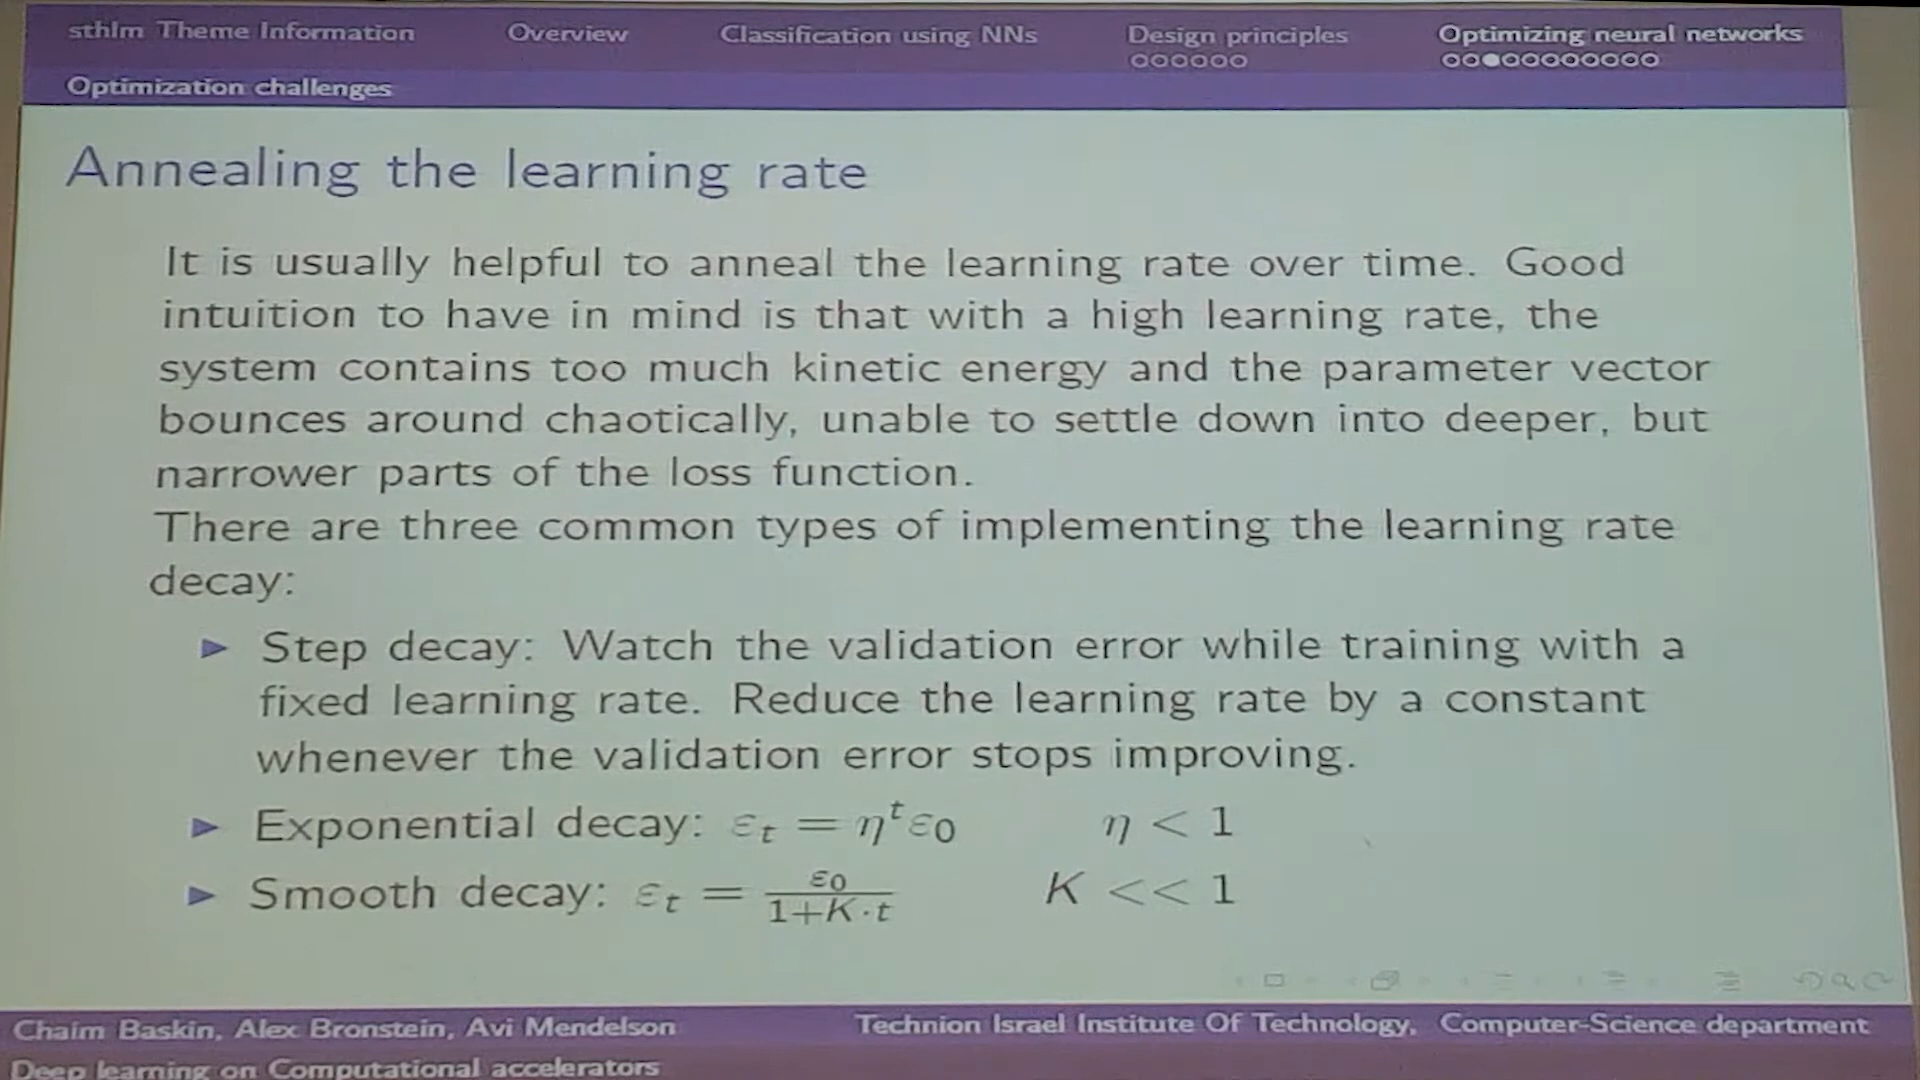 sthlm Theme Information Overview Classification using NNs Design principles Optimizing neural networks
Optimization challenges
Annealing the learning rate
It is usually helpful to anneal the learning rate over time. Good
intuition to have in mind is that with a high learning rate, the
system contains too much kinetic energy and the parameter vector
bounces around chaotically, unable to settle down into deeper, but
narrower parts of the loss function.
There are three common types of implementing the learning rate
decay:
Step decay: Watch the validation error while training with a
fixed learning rate. Reduce the learning rate by a constant
whenever the validation error stops improving.
Exponential decay: ε_t = η^t ε_0 η < 1
Smooth decay: ε_t = ε_0 / (1+K·t) K << 1
Chaim Baskin, Alex Bronstein, Avi Mendelson Technion Israel Institute Of Technology, Computer-Science department
Deep learning on Computational accelerators